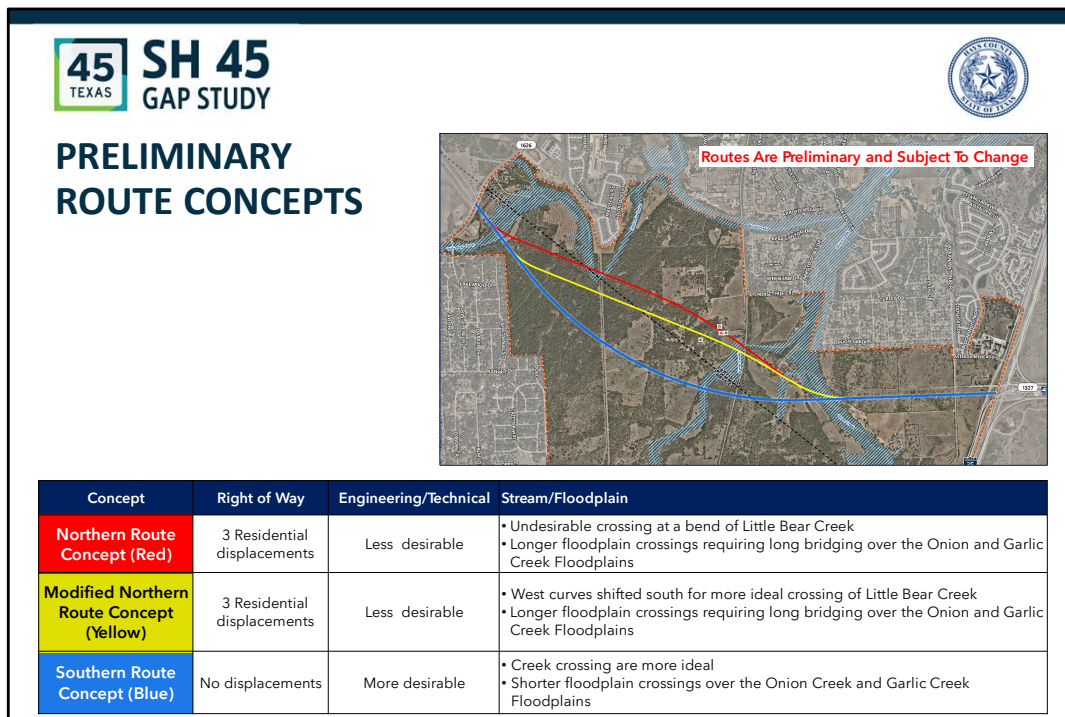 45
TEXAS
SH 45
GAP STUDY
HAYS COUNTY
STATE OF TEXAS
PRELIMINARY
ROUTE CONCEPTS
Routes Are Preliminary and Subject To Change
1626
1327
Concept
Right of Way
Engineering/Technical
Stream/Floodplain
Northern Route
Concept (Red)
3 Residential
displacements
Less desirable
• Undesirable crossing at a bend of Little Bear Creek
• Longer floodplain crossings requiring long bridging over the Onion and Garlic
Creek Floodplains
Modified Northern
Route Concept
(Yellow)
3 Residential
displacements
Less desirable
• West curves shifted south for more ideal crossing of Little Bear Creek
• Longer floodplain crossings requiring long bridging over the Onion and Garlic
Creek Floodplains
Southern Route
Concept (Blue)
No displacements
More desirable
• Creek crossing are more ideal
• Shorter floodplain crossings over the Onion Creek and Garlic Creek
Floodplains